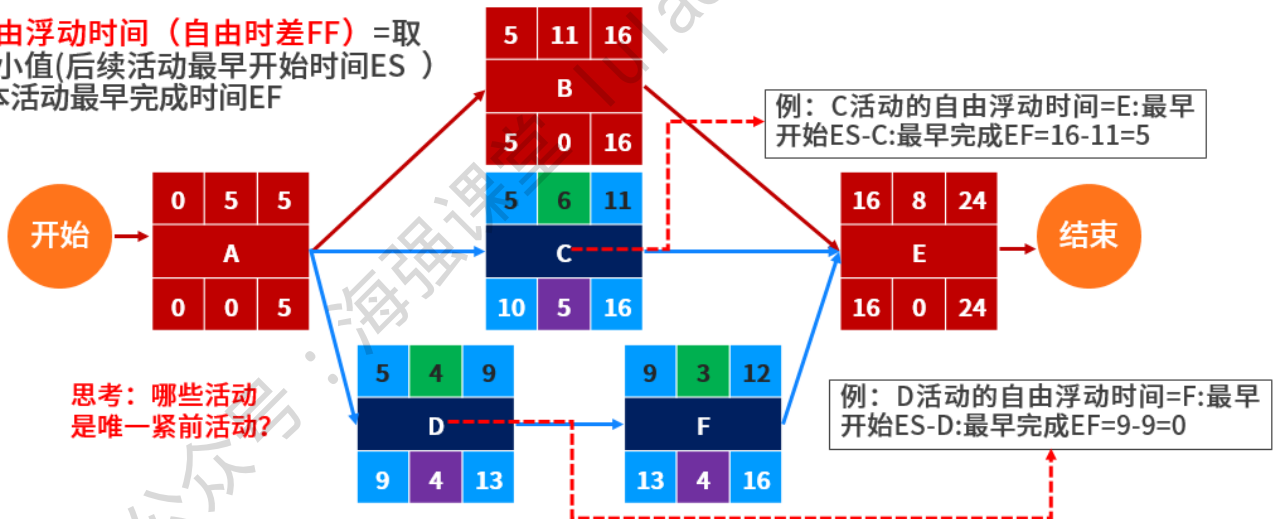 由浮动时间（自由时差FF）=取
小值(后续活动最早开始时间ES )
本活动最早完成时间EF
5 11 16
B
5 0 16
例：C活动的自由浮动时间=E:最早
开始ES-C:最早完成EF=16-11=5
开始
0 5 5
A
0 0 5
5 6 11
C
10 5 16
16 8 24
E
16 0 24
结束
思考：哪些活动
是唯一紧前活动？
5 4 9
D
9 4 13
9 3 12
F
13 4 16
例：D活动的自由浮动时间=F:最早
开始ES-D:最早完成EF=9-9=0
公众号：海强课堂